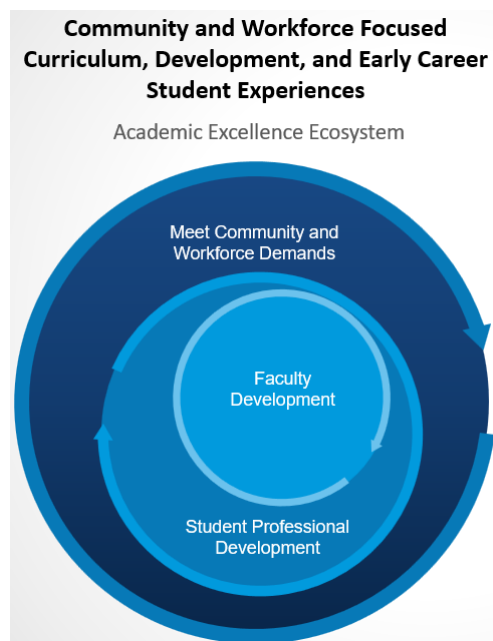 Community and Workforce Focused
Curriculum, Development, and Early Career
Student Experiences
Academic Excellence Ecosystem
Meet Community and
Workforce Demands
Faculty
Development
Student Professional
Development